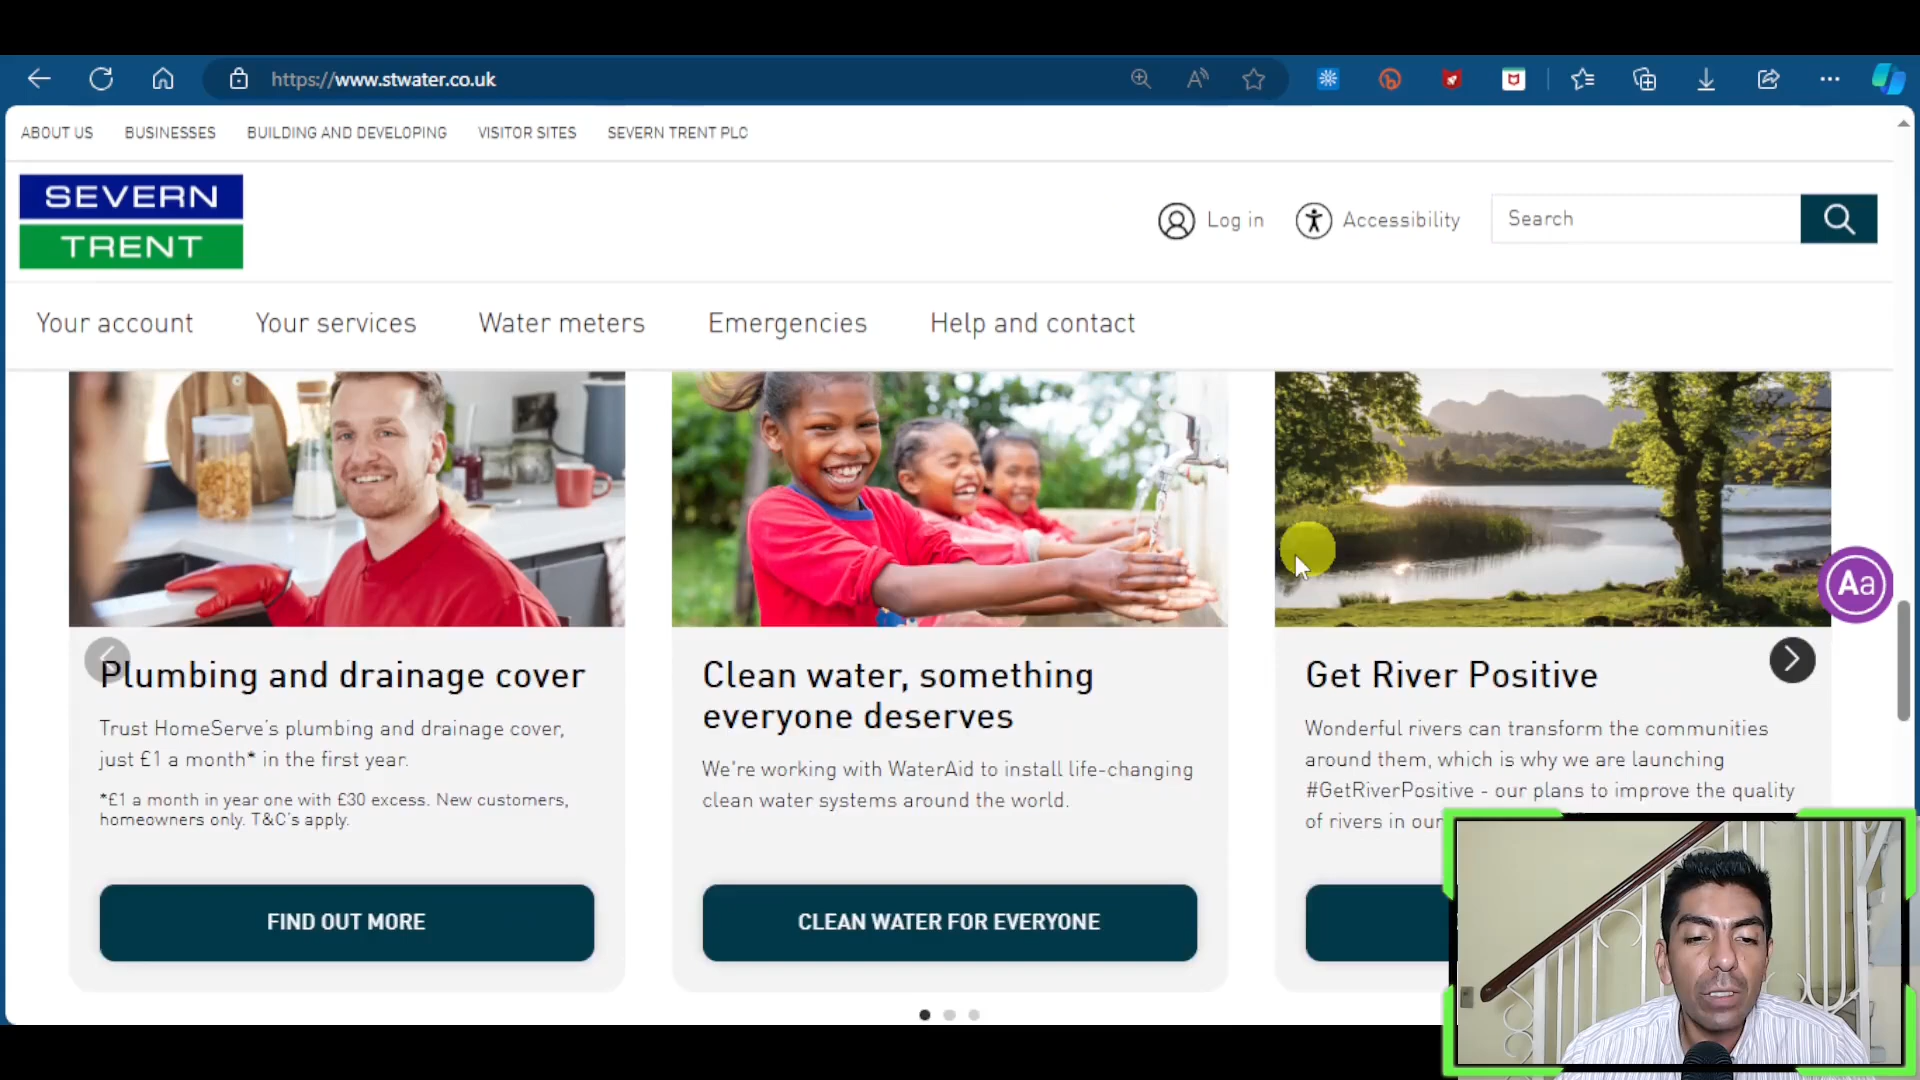 https://www.stwater.co.uk
ABOUT US BUSINESSES BUILDING AND DEVELOPING VISITOR SITES SEVERN TRENT PLC
SEVERN
TRENT
Log in Accessibility Search
Your account Your services Water meters Emergencies Help and contact
Aa
Plumbing and drainage cover
Trust HomeServe's plumbing and drainage cover,
just £1 a month* in the first year.
*£1 a month in year one with £30 excess. New customers,
homeowners only. T&C's apply.
FIND OUT MORE
Clean water, something
everyone deserves
We're working with WaterAid to install life-changing
clean water systems around the world.
CLEAN WATER FOR EVERYONE
Get River Positive
Wonderful rivers can transform the communities
around them, which is why we are launching
#GetRiverPositive - our plans to improve the quality
of rivers in our